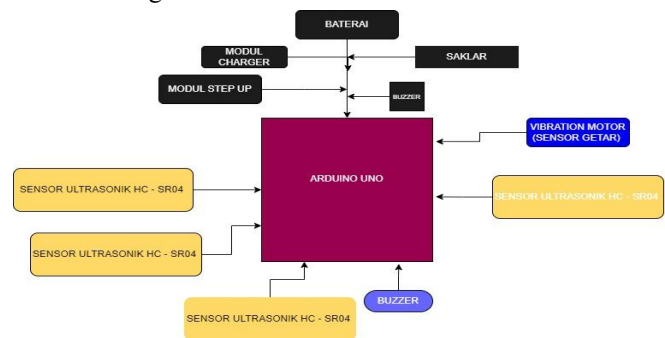 BATERAI
MODUL
CHARGER
SAKLAR
MODUL STEP UP
BUZZER
VIBRATION MOTOR
(SENSOR GETAR)
ARDUINO UNO
SENSOR ULTRASONIK HC - SR04
SENSOR ULTRASONIK HC - SR04
SENSOR ULTRASONIK HC - SR04
BUZZER
SENSOR ULTRASONIK HC - SR04